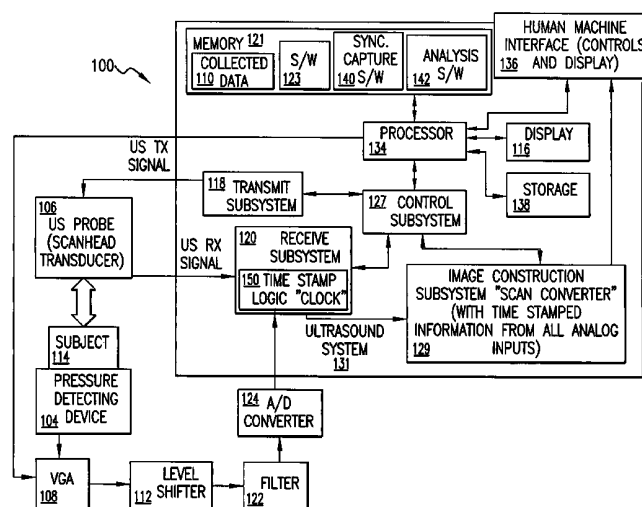 100
MEMORY 121
COLLECTED
110 DATA
S/W
123
SYNC.
CAPTURE
140 S/W
ANALYSIS
142 S/W
HUMAN MACHINE
INTERFACE (CONTROLS
136 AND DISPLAY)
PROCESSOR
134
DISPLAY
116
STORAGE
138
US TX
SIGNAL
118 TRANSMIT
SUBSYSTEM
127 CONTROL
SUBSYSTEM
106
US PROBE
(SCANHEAD
TRANSDUCER)
US RX
SIGNAL
120 RECEIVE
SUBSYSTEM
150 TIME STAMP
LOGIC "CLOCK"
IMAGE CONSTRUCTION
SUBSYSTEM "SCAN CONVERTER"
(WITH TIME STAMPED
INFORMATION FROM ALL ANALOG
INPUTS)
129
ULTRASOUND
SYSTEM
131
SUBJECT
114
PRESSURE
DETECTING
104 DEVICE
124 A/D
CONVERTER
VGA
108
LEVEL
SHIFTER
112
FILTER
122